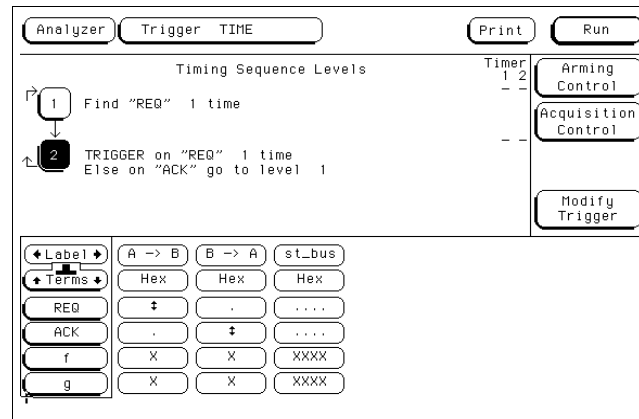 Analyzer Trigger TIME Print Run
Timing Sequence Levels
Timer
1 2
Arming
Control
1 Find "REQ" 1 time - -
Acquisition
Control
2 TRIGGER on "REQ" 1 time - -
Else on "ACK" go to level 1
Modify
Trigger
Label A -> B B -> A st_bus
Terms Hex Hex Hex
REQ ↕ . ....
ACK . ↕ ....
f X X XXXX
g X X XXXX